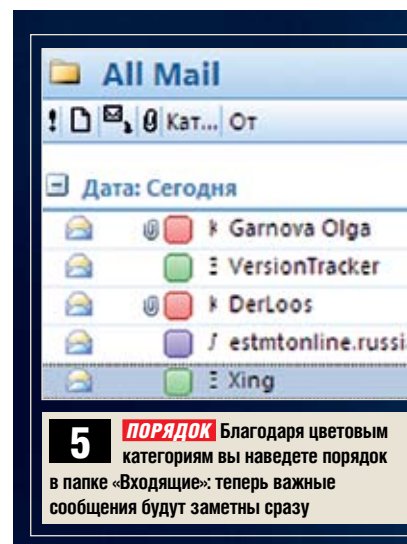 All Mail
! Кат... От
Дата: Сегодня
Garnova Olga
VersionTracker
DerLoos
estmtonline.russi
Xing
5 ПОРЯДОК Благодаря цветовым
категориям вы наведете порядок
в папке «Входящие»: теперь важные
сообщения будут заметны сразу